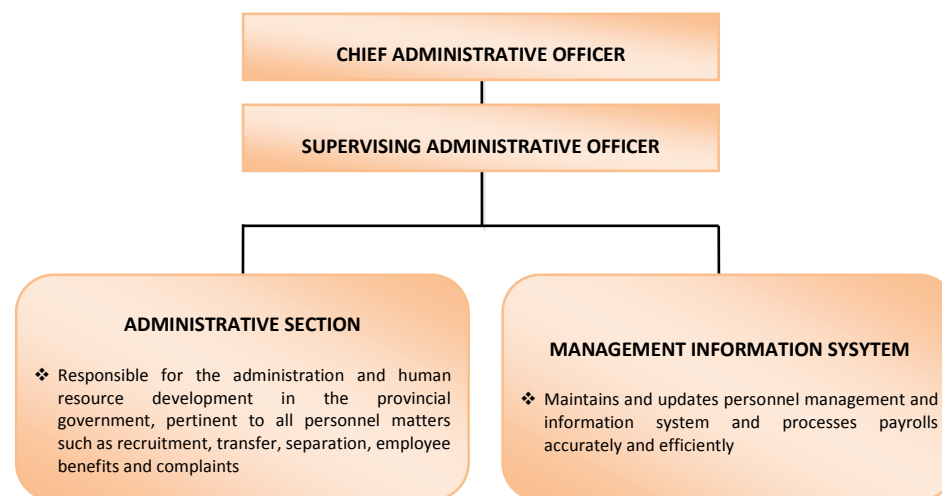 CHIEF ADMINISTRATIVE OFFICER
SUPERVISING ADMINISTRATIVE OFFICER
ADMINISTRATIVE SECTION
❖ Responsible for the administration and human
resource development in the provincial
government, pertinent to all personnel matters
such as recruitment, transfer, separation, employee
benefits and complaints
MANAGEMENT INFORMATION SYSYTEM
❖ Maintains and updates personnel management and
information system and processes payrolls
accurately and efficiently